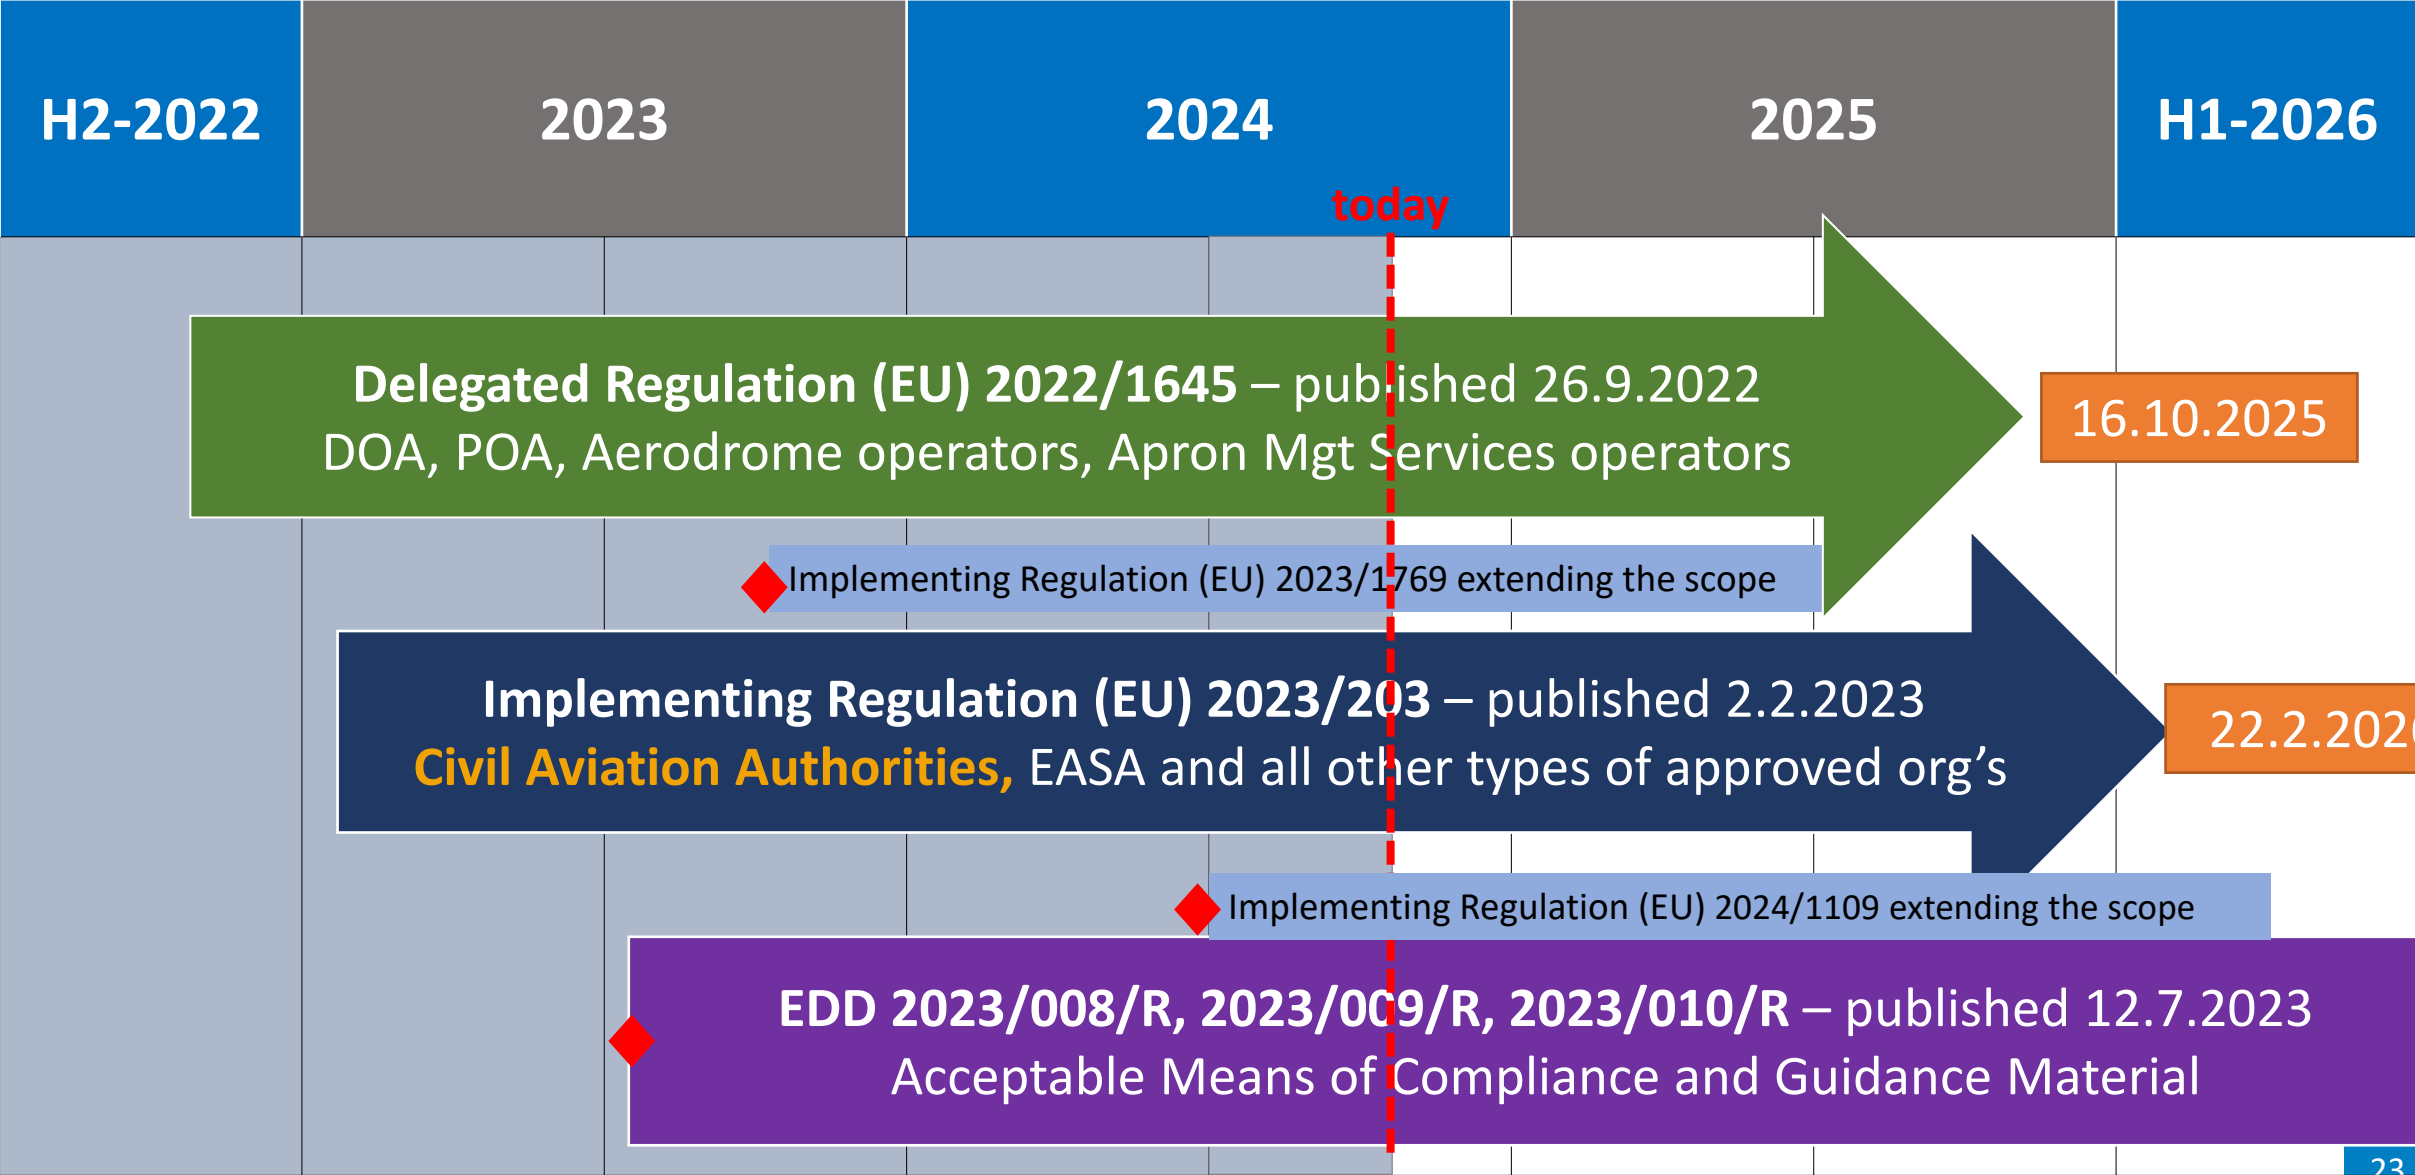 H2-2022
2023
2024
2025
H1-2026
today
Delegated Regulation (EU) 2022/1645 – published 26.9.2022
DOA, POA, Aerodrome operators, Apron Mgt Services operators
16.10.2025
Implementing Regulation (EU) 2023/1769 extending the scope
Implementing Regulation (EU) 2023/203 – published 2.2.2023
Civil Aviation Authorities, EASA and all other types of approved org’s
22.2.2026
Implementing Regulation (EU) 2024/1109 extending the scope
EDD 2023/008/R, 2023/009/R, 2023/010/R – published 12.7.2023
Acceptable Means of Compliance and Guidance Material
23